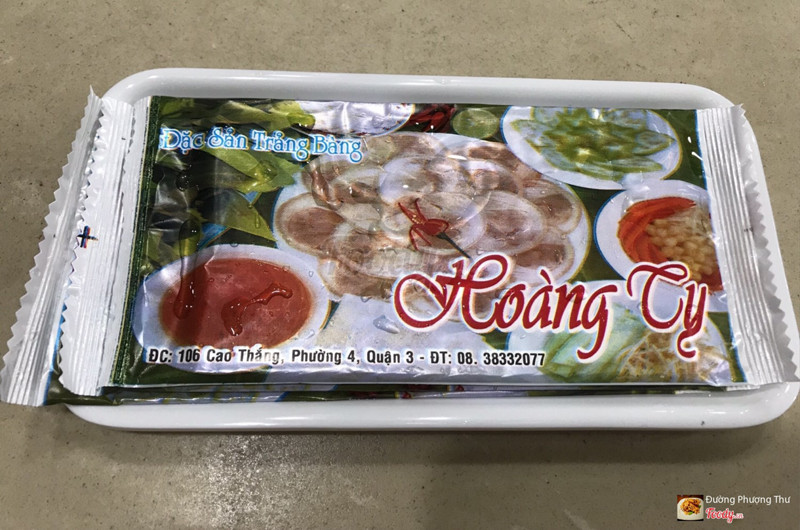 Đặc Sản Trảng Bàng
Hoàng Ty
ĐC: 106 Cao Thắng, Phường 4, Quận 3 - ĐT: 08. 38332077
Đường Phượng Thư
Foody.vn